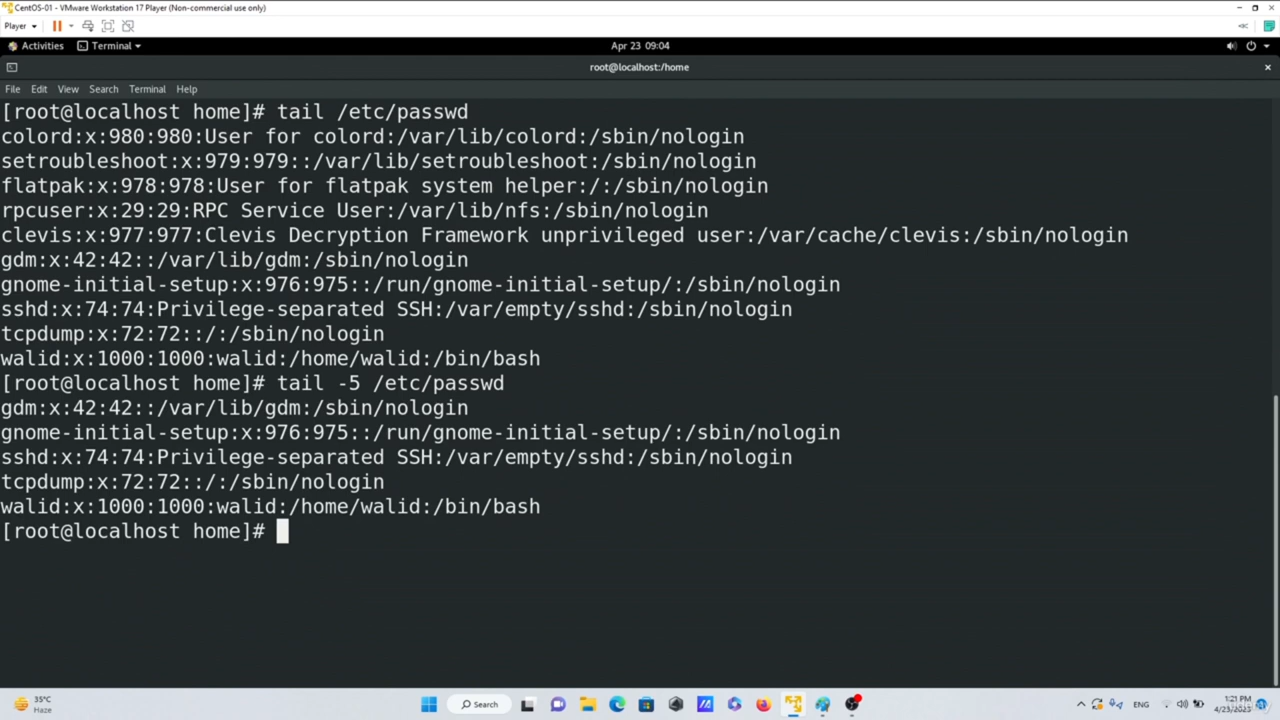 CentOS-01 - VMware Workstation 17 Player (Non-commercial use only)
Player
Activities Terminal Apr 23 09:04
root@localhost:/home
File Edit View Search Terminal Help
[root@localhost home]# tail /etc/passwd
colord:x:980:980:User for colord:/var/lib/colord:/sbin/nologin
setroubleshoot:x:979:979::/var/lib/setroubleshoot:/sbin/nologin
flatpak:x:978:978:User for flatpak system helper:/:/sbin/nologin
rpcuser:x:29:29:RPC Service User:/var/lib/nfs:/sbin/nologin
clevis:x:977:977:Clevis Decryption Framework unprivileged user:/var/cache/clevis:/sbin/nologin
gdm:x:42:42::/var/lib/gdm:/sbin/nologin
gnome-initial-setup:x:976:975::/run/gnome-initial-setup/:/sbin/nologin
sshd:x:74:74:Privilege-separated SSH:/var/empty/sshd:/sbin/nologin
tcpdump:x:72:72::/:/sbin/nologin
walid:x:1000:1000:walid:/home/walid:/bin/bash
[root@localhost home]# tail -5 /etc/passwd
gdm:x:42:42::/var/lib/gdm:/sbin/nologin
gnome-initial-setup:x:976:975::/run/gnome-initial-setup/:/sbin/nologin
sshd:x:74:74:Privilege-separated SSH:/var/empty/sshd:/sbin/nologin
tcpdump:x:72:72::/:/sbin/nologin
walid:x:1000:1000:walid:/home/walid:/bin/bash
[root@localhost home]#
35°C
Haze
Search
ENG
1:21 PM
4/23/2023